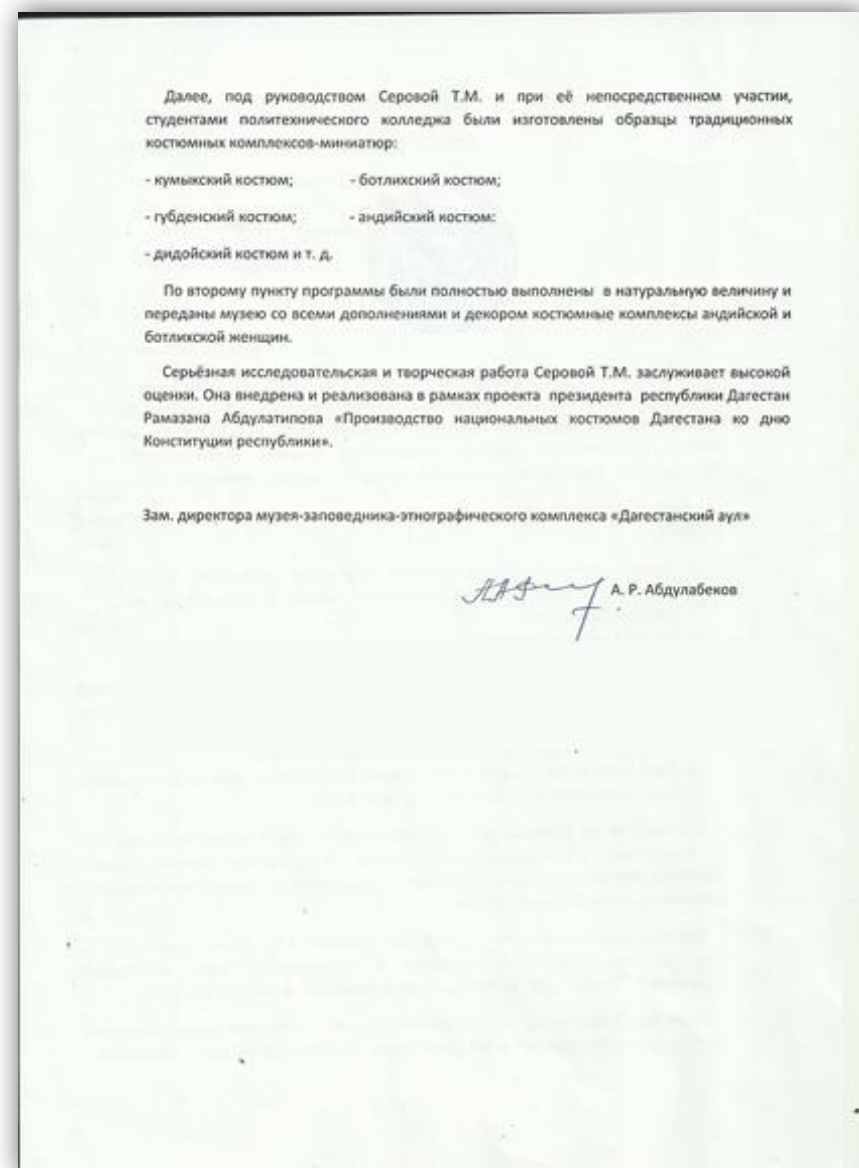 Далее, под руководством Серовой Т.М. и при её непосредственном участии,
студентами политехнического колледжа были изготовлены образцы традиционных
костюмных комплексов-миниатюр:
- кумыкский костюм; - ботлихский костюм;
- губденский костюм; - андийский костюм:
- дидойский костюм и т. д.
По второму пункту программы были полностью выполнены в натуральную величину и
переданы музею со всеми дополнениями и декором костюмные комплексы андийской и
ботлихской женщин.
Серьёзная исследовательская и творческая работа Серовой Т.М. заслуживает высокой
оценки. Она внедрена и реализована в рамках проекта президента республики Дагестан
Рамазана Абдулатипова «Производство национальных костюмов Дагестана ко дню
Конституции республики».
Зам. директора музея-заповедника-этнографического комплекса «Дагестанский аул»
А. Р. Абдулабеков